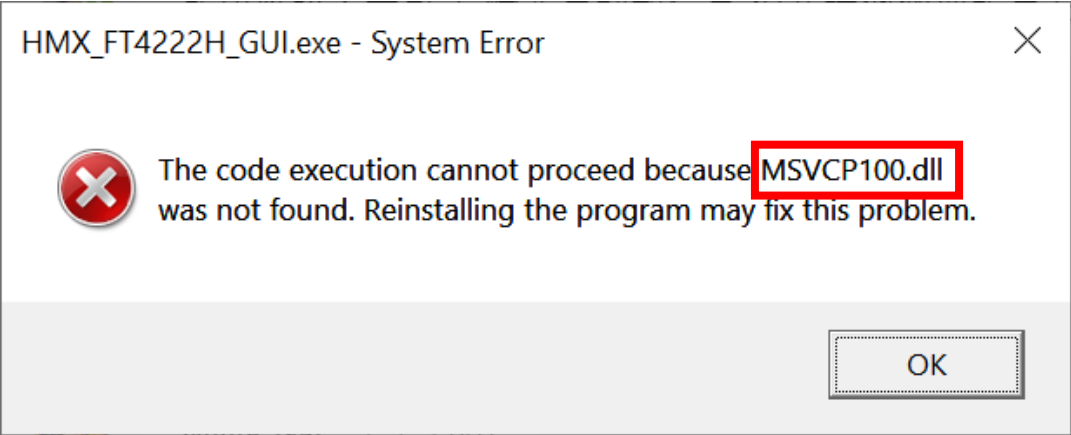 HMX_FT4222H_GUI.exe - System Error
The code execution cannot proceed because MSVCP100.dll
was not found. Reinstalling the program may fix this problem.
OK